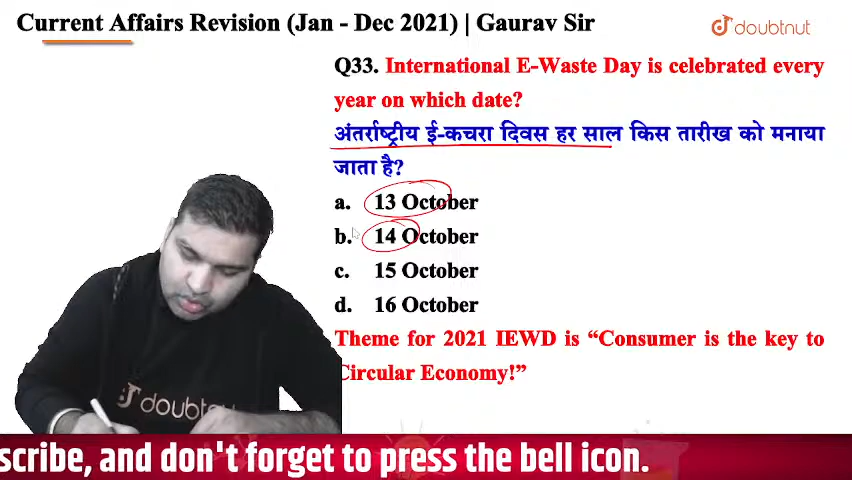 Current Affairs Revision (Jan - Dec 2021) | Gaurav Sir
doubtnut
Q33. International E-Waste Day is celebrated every
year on which date?
अंतर्राष्ट्रीय ई-कचरा दिवस हर साल किस तारीख को मनाया
जाता है?
a. 13 October
b. 14 October
c. 15 October
d. 16 October
Theme for 2021 IEWD is “Consumer is the key to
Circular Economy!”
doubtnut
scribe, and don't forget to press the bell icon.